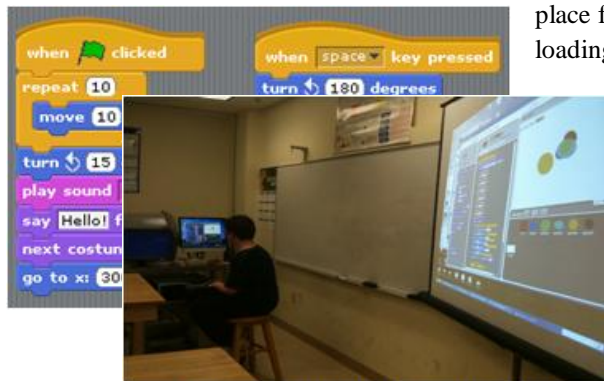 place f
loading
when clicked
repeat 10
move 10
turn 15
play sound
say Hello! f
next costun
go to x: 30
when space key pressed
turn 180 degrees